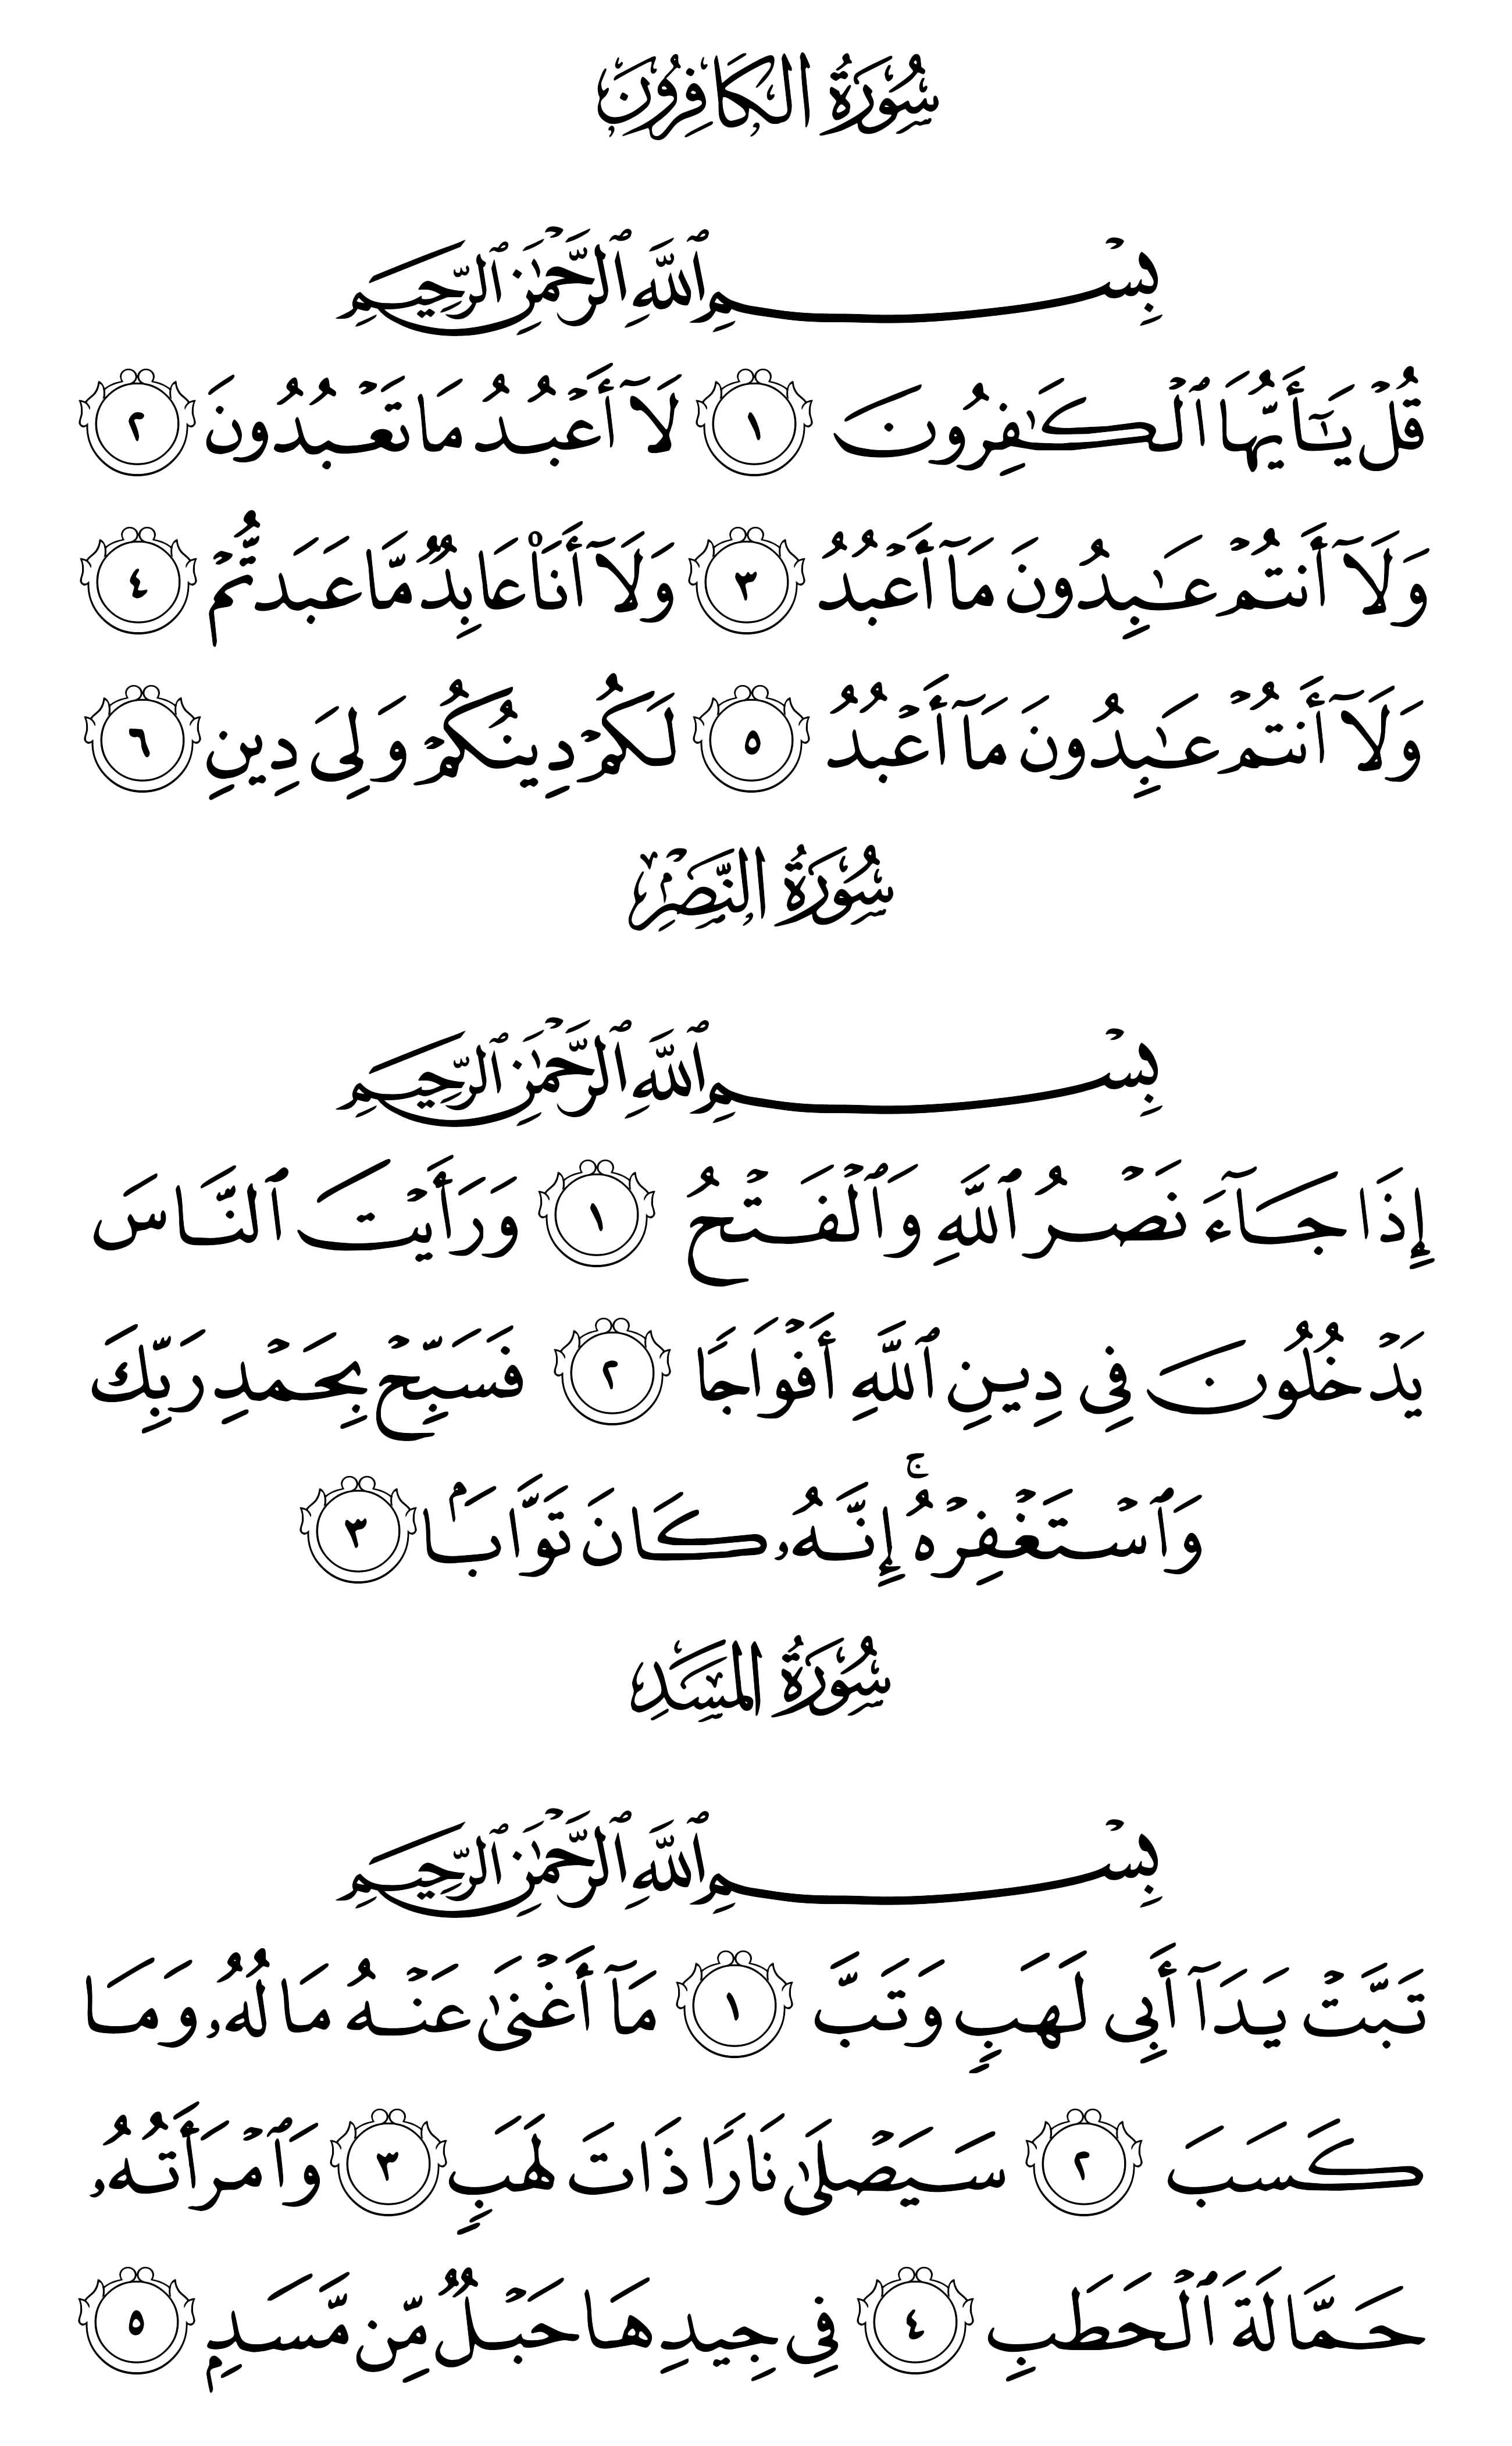 سُورَةُ الكَافِرُونَ
بِسْمِ ٱللَّهِ ٱلرَّحْمَٰنِ ٱلرَّحِيمِ
قُلْ يَـٰٓأَيُّهَا ٱلْكَـٰفِرُونَ ١ لَآ أَعْبُدُ مَا تَعْبُدُونَ ٢
وَلَآ أَنتُمْ عَـٰبِدُونَ مَآ أَعْبُدُ ٣ وَلَآ أَنَا۠ عَابِدٌ مَّا عَبَدتُّمْ ٤
وَلَآ أَنتُمْ عَـٰبِدُونَ مَآ أَعْبُدُ ٥ لَكُمْ دِينُكُمْ وَلِىَ دِينِ ٦
سُورَةُ النَّصْرِ
بِسْمِ ٱللَّهِ ٱلرَّحْمَٰنِ ٱلرَّحِيمِ
إِذَا جَآءَ نَصْرُ ٱللَّهِ وَٱلْفَتْحُ ١ وَرَأَيْتَ ٱلنَّاسَ
يَدْخُلُونَ فِى دِينِ ٱللَّهِ أَفْوَاجًا ٢ فَسَبِّحْ بِحَمْدِ رَبِّكَ
وَٱسْتَغْفِرْهُ ۚ إِنَّهُۥ كَانَ تَوَّابًۢا ٣
سُورَةُ المَسَدِ
بِسْمِ ٱللَّهِ ٱلرَّحْمَٰنِ ٱلرَّحِيمِ
تَبَّتْ يَدَآ أَبِى لَهَبٍ وَتَبَّ ١ مَآ أَغْنَىٰ عَنْهُ مَالُهُۥ وَمَا
كَسَبَ ٢ سَيَصْلَىٰ نَارًا ذَاتَ لَهَبٍ ٣ وَٱمْرَأَتُهُۥ
حَمَّالَةَ ٱلْحَطَبِ ٤ فِى جِيدِهَا حَبْلٌ مِّن مَّسَدٍۭ ٥